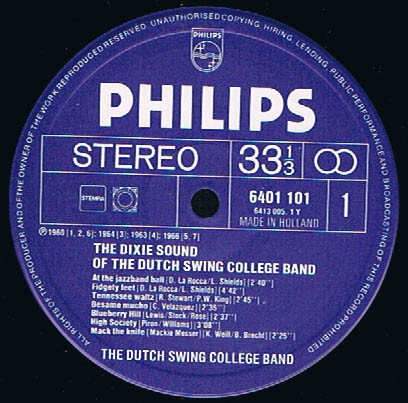 ALL RIGHTS OF THE PRODUCER AND OF THE OWNER OF THE WORK REPRODUCED RESERVED. UNAUTHORISED COPYING, HIRING, LENDING, PUBLIC PERFORMANCE AND BROADCASTING OF THIS RECORD PROHIBITED
PHILIPS
PHILIPS
STEREO 33 1/3
STEMRA 6401 101 1
6413 005.1 Y
MADE IN HOLLAND
Ⓟ 1960 [1, 2, 6]; 1964 [3]; 1963 [4]; 1966 [5, 7]
THE DIXIE SOUND
OF THE DUTCH SWING COLLEGE BAND
At the jazzband ball [D. La Rocca/L. Shields] [2'40"]
Fidgety feet [D. La Rocca/L. Shields] [4'42"]
Tennessee waltz [R. Stewart/P.W. King] [2'45"]
Besame mucho [C. Velazquez] [2'35"]
Blueberry Hill [Lewis/Stock/Rose] [2'37"]
High Society [Piron/Williams] [3'08"]
Mack the knife [Mackie Messer] [K. Weill/B. Brecht] [2'25"]
THE DUTCH SWING COLLEGE BAND